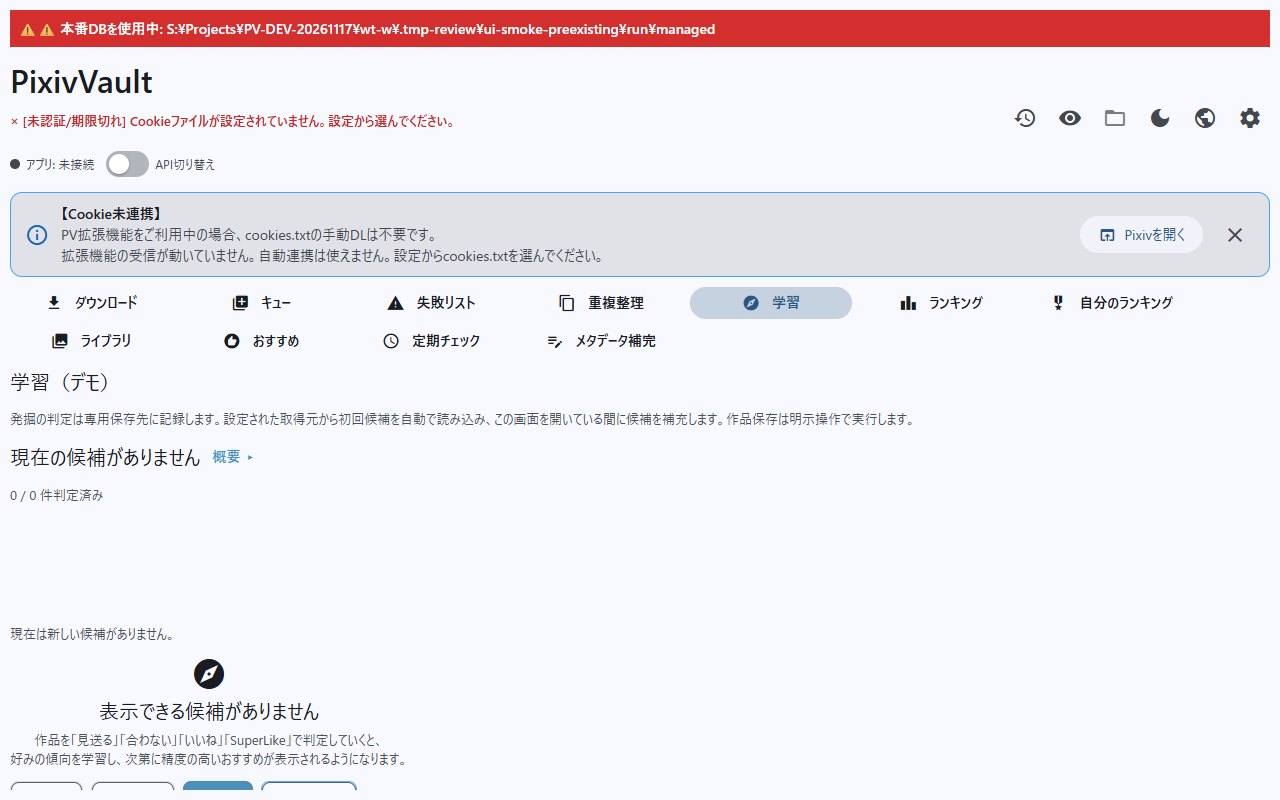 本番DBを使用中: S:¥Projects¥PV-DEV-20261117¥wt-w¥.tmp-review¥ui-smoke-preexisting¥run¥managed
PixivVault
× [未認証/期限切れ] Cookieファイルが設定されていません。設定から選んでください。
アプリ: 未接続 API切り替え
【Cookie未連携】
PV拡張機能をご利用中の場合、cookies.txtの手動DLは不要です。
拡張機能の受信が動いていません。自動連携は使えません。設定からcookies.txtを選んでください。
Pixivを開く
ダウンロード キュー 失敗リスト 重複整理 学習 ランキング 自分のランキング
ライブラリ おすすめ 定期チェック メタデータ補完
学習（デモ）
発掘の判定は専用保存先に記録します。設定された取得元から初回候補を自動で読み込み、この画面を開いている間に候補を補充します。作品保存は明示操作で実行します。
現在の候補がありません 概要 ▸
0 / 0 件判定済み
現在は新しい候補がありません。
表示できる候補がありません
作品を「見送る」「合わない」「いいね」「SuperLike」で判定していくと、
好みの傾向を学習し、次第に精度の高いおすすめが表示されるようになります。